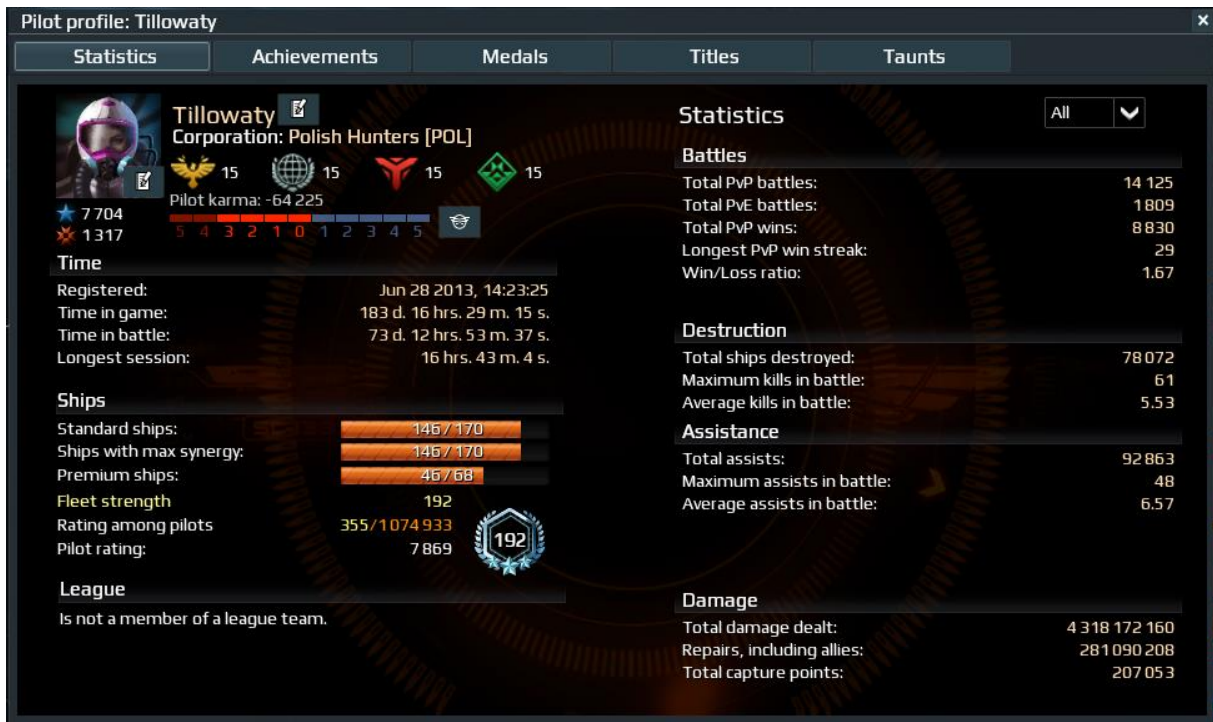 Pilot profile: Tillowaty
Statistics Achievements Medals Titles Taunts
Tillowaty
Corporation: Polish Hunters [POL]
15 15 15 15
Pilot karma: -64 225
7 704
1 317
5 4 3 2 1 0 1 2 3 4 5
Time
Registered: Jun 28 2013, 14:23:25
Time in game: 183 d. 16 hrs. 29 m. 15 s.
Time in battle: 73 d. 12 hrs. 53 m. 37 s.
Longest session: 16 hrs. 43 m. 4 s.
Ships
Standard ships: 146 / 170
Ships with max synergy: 146 / 170
Premium ships: 46 / 68
Fleet strength 192
Rating among pilots 355/1 074 933
Pilot rating: 7 869
192
League
Is not a member of a league team.
Statistics All
Battles
Total PvP battles: 14 125
Total PvE battles: 1 809
Total PvP wins: 8 830
Longest PvP win streak: 29
Win/Loss ratio: 1.67
Destruction
Total ships destroyed: 78 072
Maximum kills in battle: 61
Average kills in battle: 5.53
Assistance
Total assists: 92 863
Maximum assists in battle: 48
Average assists in battle: 6.57
Damage
Total damage dealt: 4 318 172 160
Repairs, including allies: 281 090 208
Total capture points: 207 053